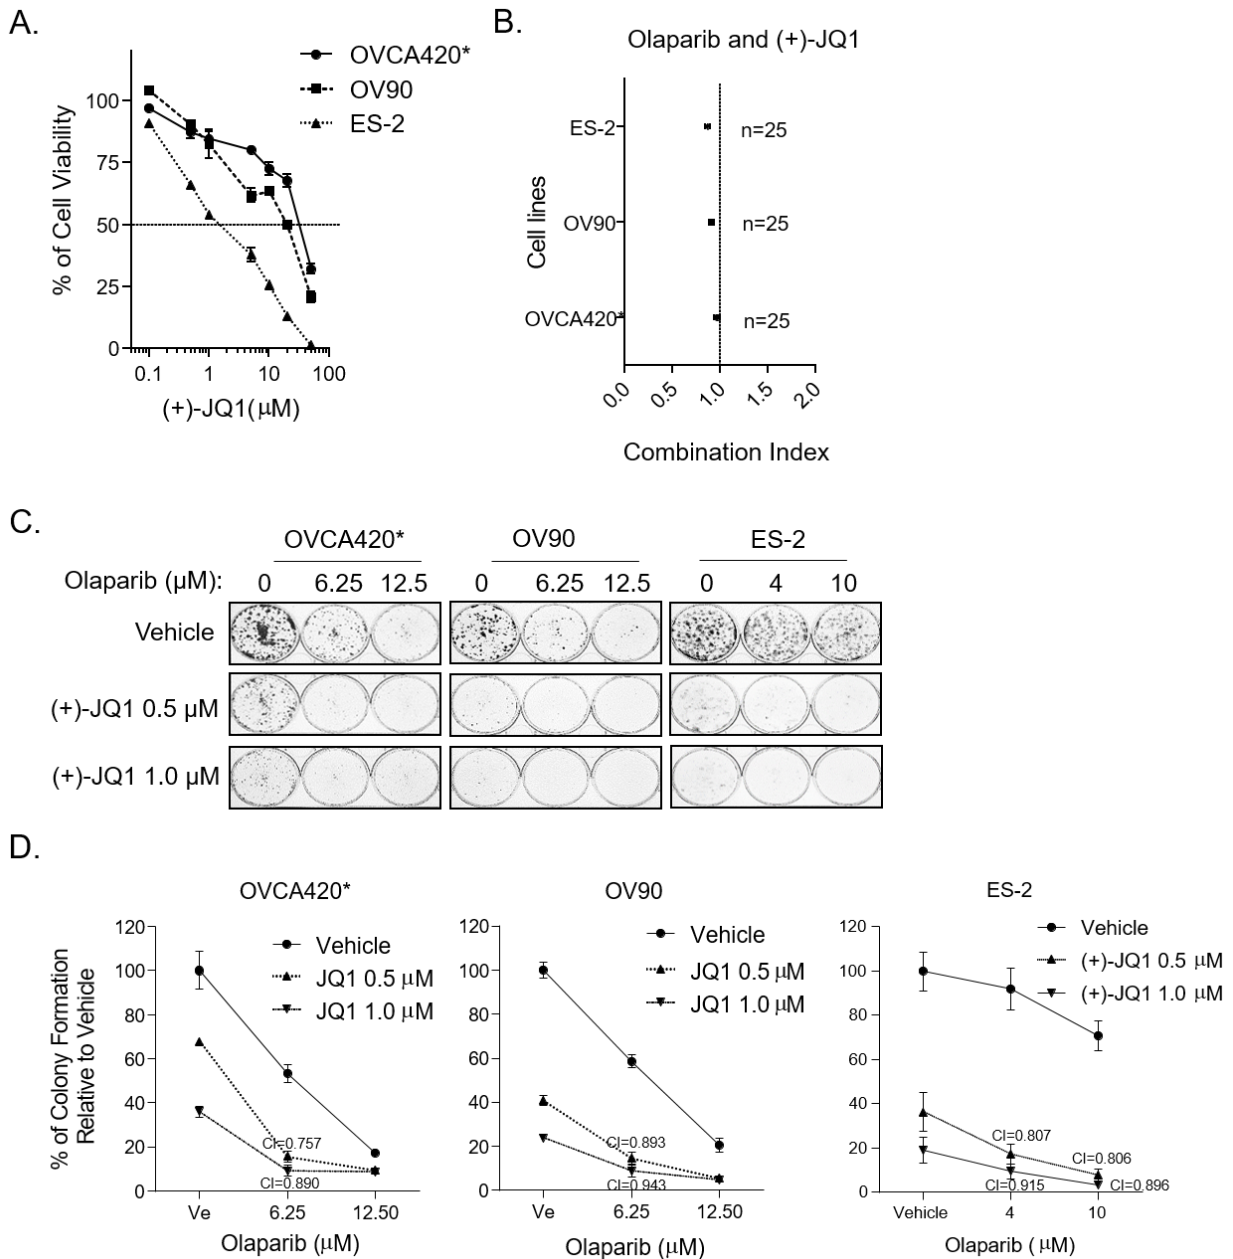 A.
OVCA420*
OV90
ES-2
% of Cell Viability
100
75
50
25
0
0.1 1 10 100
(+)-JQ1(μM)
B.
Olaparib and (+)-JQ1
Cell lines
ES-2 n=25
OV90 n=25
OVCA420* n=25
0.0 0.5 1.0 1.5 2.0
Combination Index
C.
OVCA420* OV90 ES-2
Olaparib (μM): 0 6.25 12.5 0 6.25 12.5 0 4 10
Vehicle
(+)-JQ1 0.5 μM
(+)-JQ1 1.0 μM
D.
% of Colony Formation
Relative to Vehicle
OVCA420*
120
100
80
60
40
20
0
Vehicle
JQ1 0.5 μM
JQ1 1.0 μM
CI=0.757
CI=0.890
Ve 6.25 12.50
Olaparib (μM)
OV90
120
100
80
60
40
20
0
Vehicle
JQ1 0.5 μM
JQ1 1.0 μM
CI=0.893
CI=0.943
Ve 6.25 12.50
Olaparib (μM)
ES-2
120
100
80
60
40
20
0
Vehicle
(+)-JQ1 0.5 μM
(+)-JQ1 1.0 μM
CI=0.807
CI=0.806
CI=0.915
CI=0.896
Vehicle 4 10
Olaparib ( μM)